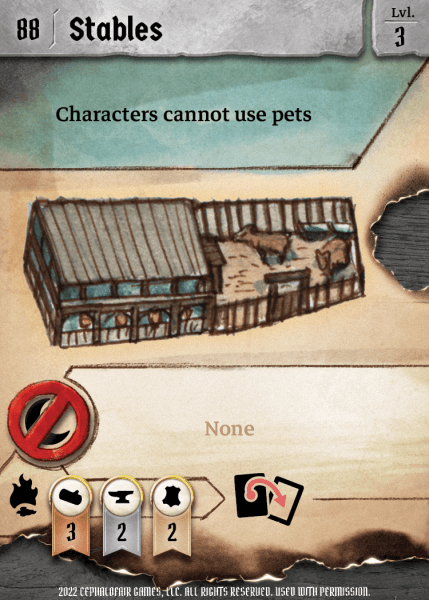 88 Stables
Lvl.
3
Characters cannot use pets
None
3 2 2
2022 CEPHALOFAIR GAMES, LLC. ALL RIGHTS RESERVED. USED WITH PERMISSION.